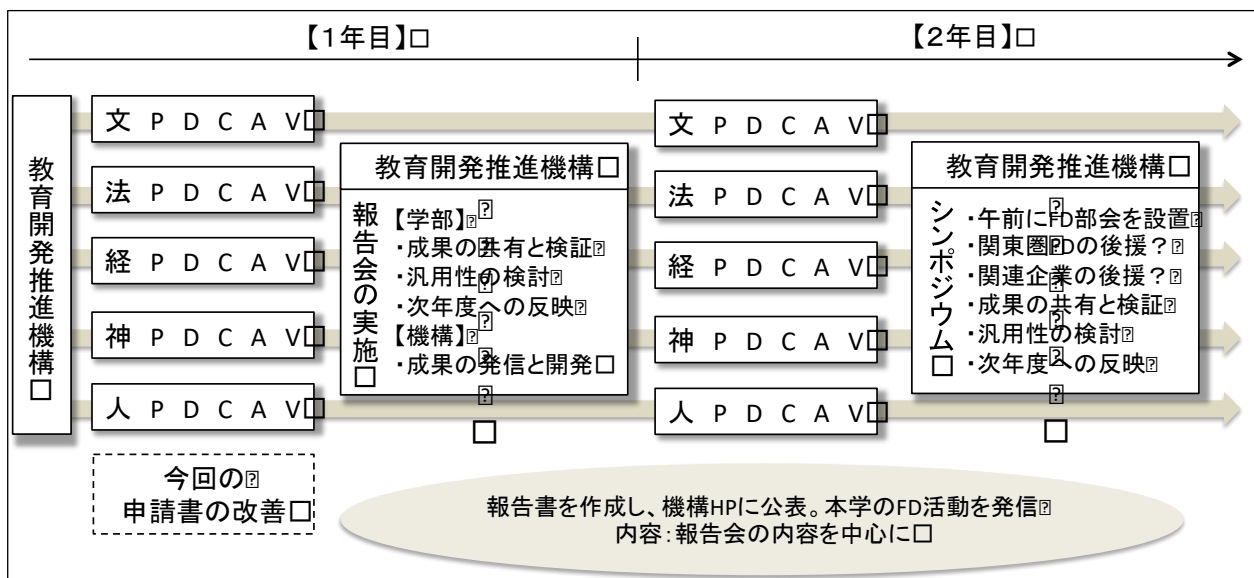 【1年目】
【2年目】
教育開発推進機構
文 P D C A V
法 P D C A V
経 P D C A V
神 P D C A V
人 P D C A V
今回の
申請書の改善
教育開発推進機構
報告会の実施
【学部】
・成果の共有と検証
・汎用性の検討
・次年度への反映
【機構】
・成果の発信と開発
文 P D C A V
法 P D C A V
経 P D C A V
神 P D C A V
人 P D C A V
教育開発推進機構
シンポジウム
・午前にFD部会を設置
・関東圏FDの後援?
・関連企業の後援?
・成果の共有と検証
・汎用性の検討
・次年度への反映
報告書を作成し、機構HPに公表。本学のFD活動を発信
内容:報告会の内容を中心に